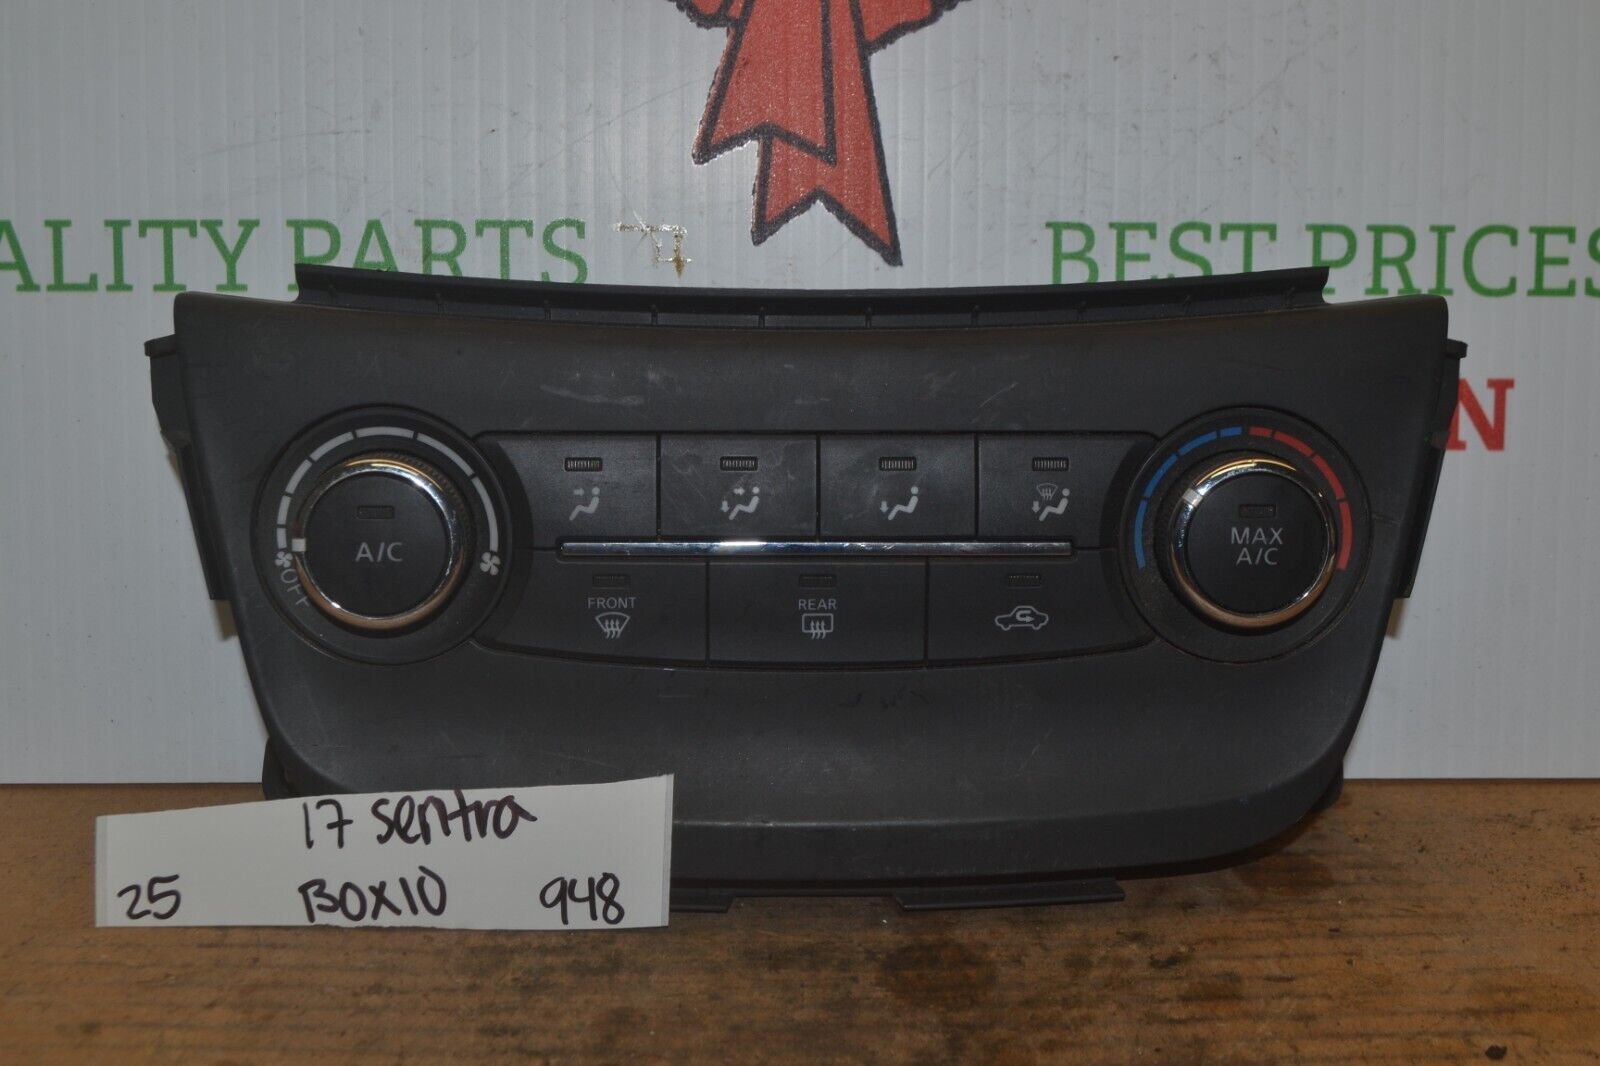 ALITY PARTS
BEST PRICES
N
A/C
OFF
MAX
A/C
FRONT
REAR
17 sentra
25 BOX10 948